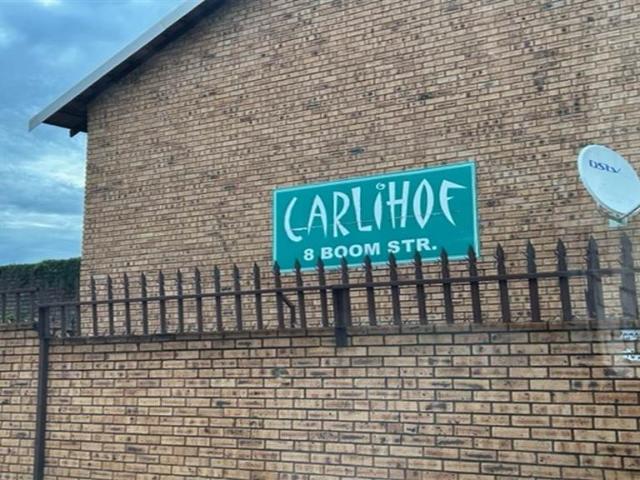 CARLiHOF
8 BOOM STR.
DStv